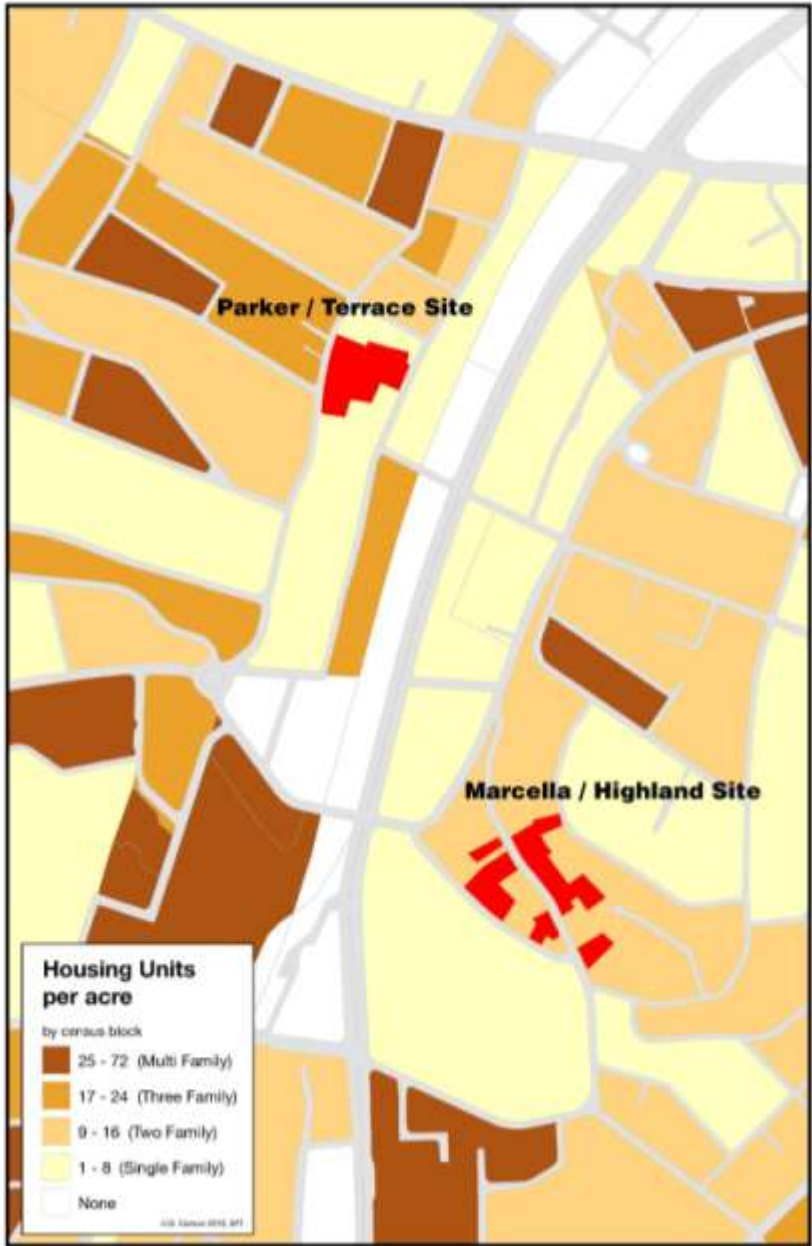 Parker / Terrace Site
Marcella / Highland Site
Housing Units
per acre
by census block
25 - 72 (Multi Family)
17 - 24 (Three Family)
9 - 16 (Two Family)
1 - 8 (Single Family)
None